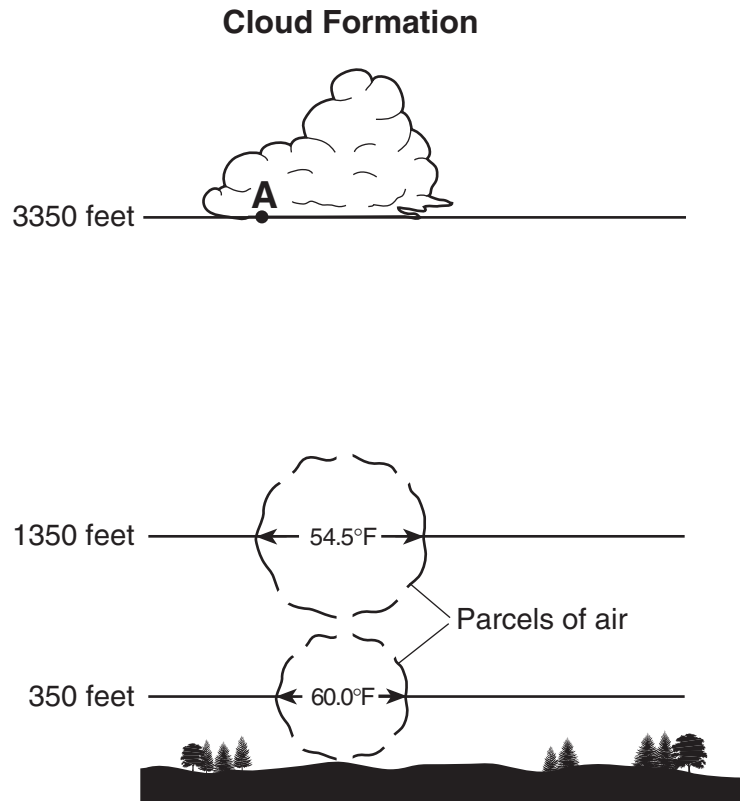 Cloud Formation
A
3350 feet
1350 feet
54.5°F
Parcels of air
350 feet
60.0°F